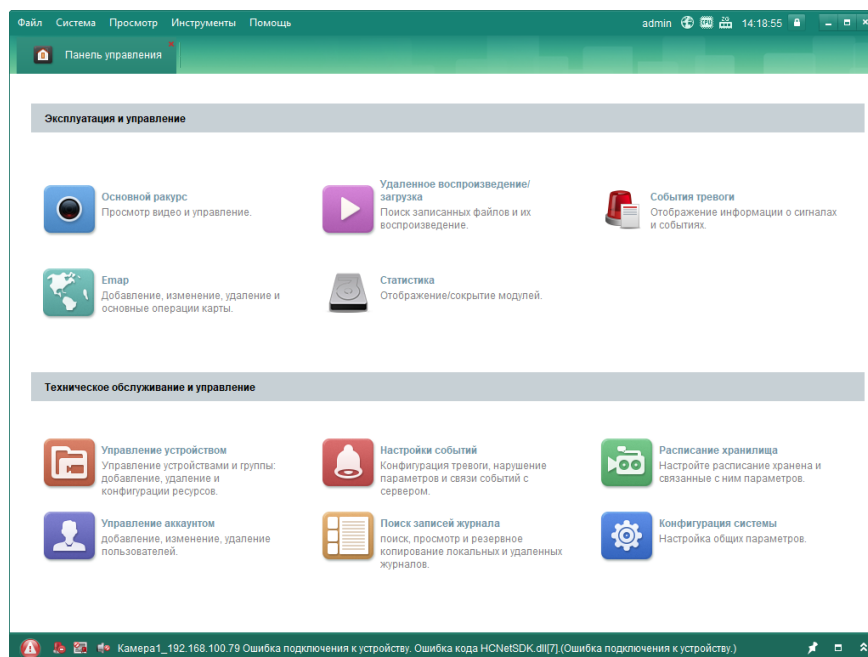 Файл Система Просмотр Инструменты Помощь admin 14:18:55
Панель управления
Эксплуатация и управление
Основной ракурс
Просмотр видео и управление.
Удаленное воспроизведение/
загрузка
Поиск записанных файлов и их
воспроизведение.
События тревоги
Отображение информации о сигналах
и событиях.
Emap
Добавление, изменение, удаление и
основные операции карты.
Статистика
Отображение/сокрытие модулей.
Техническое обслуживание и управление
Управление устройством
Управление устройствами и группы:
добавление, удаление и
конфигурации ресурсов.
Настройки событий
Конфигурация тревоги, нарушение
параметров и связи событий с
сервером.
Расписание хранилища
Настройте расписание хранена и
связанные с ним параметров.
Управление аккаунтом
добавление, изменение, удаление
пользователей.
Поиск записей журнала
поиск, просмотр и резервное
копирование локальных и удаленных
журналов.
Конфигурация системы
Настройка общих параметров.
Камера1_192.168.100.79 Ошибка подключения к устройству. Ошибка кода HCNetSDK.dll[7].(Ошибка подключения к устройству.)